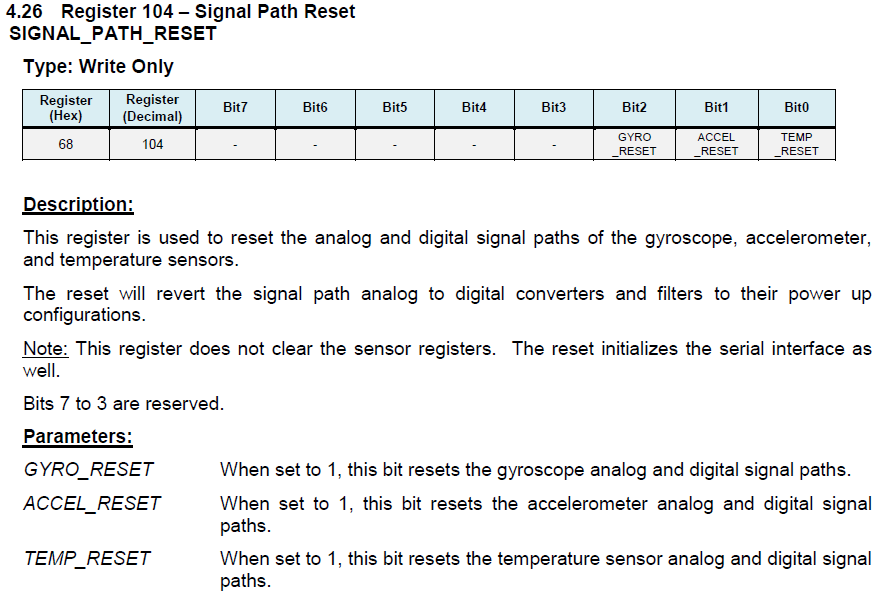 4.26 Register 104 – Signal Path Reset
SIGNAL_PATH_RESET
Type: Write Only
Register (Hex) Register (Decimal) Bit7 Bit6 Bit5 Bit4 Bit3 Bit2 Bit1 Bit0
68 104 - - - - - GYRO _RESET ACCEL _RESET TEMP _RESET
Description:
This register is used to reset the analog and digital signal paths of the gyroscope, accelerometer,
and temperature sensors.
The reset will revert the signal path analog to digital converters and filters to their power up
configurations.
Note: This register does not clear the sensor registers. The reset initializes the serial interface as
well.
Bits 7 to 3 are reserved.
Parameters:
GYRO_RESET When set to 1, this bit resets the gyroscope analog and digital signal paths.
ACCEL_RESET When set to 1, this bit resets the accelerometer analog and digital signal
paths.
TEMP_RESET When set to 1, this bit resets the temperature sensor analog and digital signal
paths.